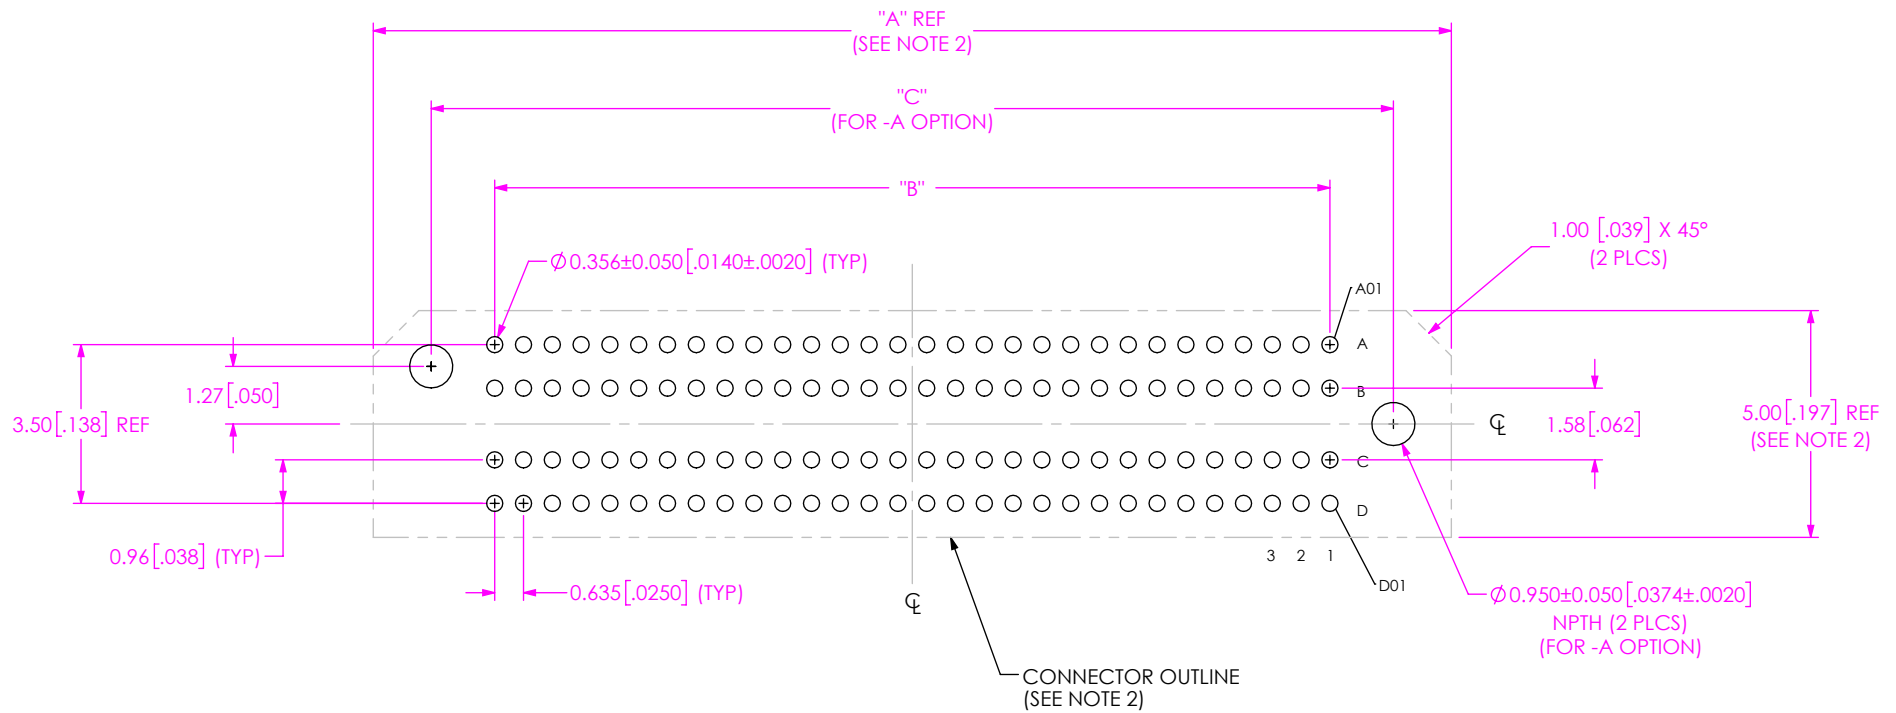 "A" REF
(SEE NOTE 2)
"C"
(FOR -A OPTION)
"B"
1.00 [.039] X 45°
(2 PLCS)
Ø0.356±0.050[.0140±.0020] (TYP)
A01
A
1.27[.050]
B
3.50[.138] REF
℄
1.58[.062]
5.00[.197] REF
(SEE NOTE 2)
C
D
0.96[.038] (TYP)
3 2 1
0.635[.0250] (TYP)
℄
D01
Ø0.950±0.050[.0374±.0020]
NPTH (2 PLCS)
(FOR -A OPTION)
CONNECTOR OUTLINE
(SEE NOTE 2)